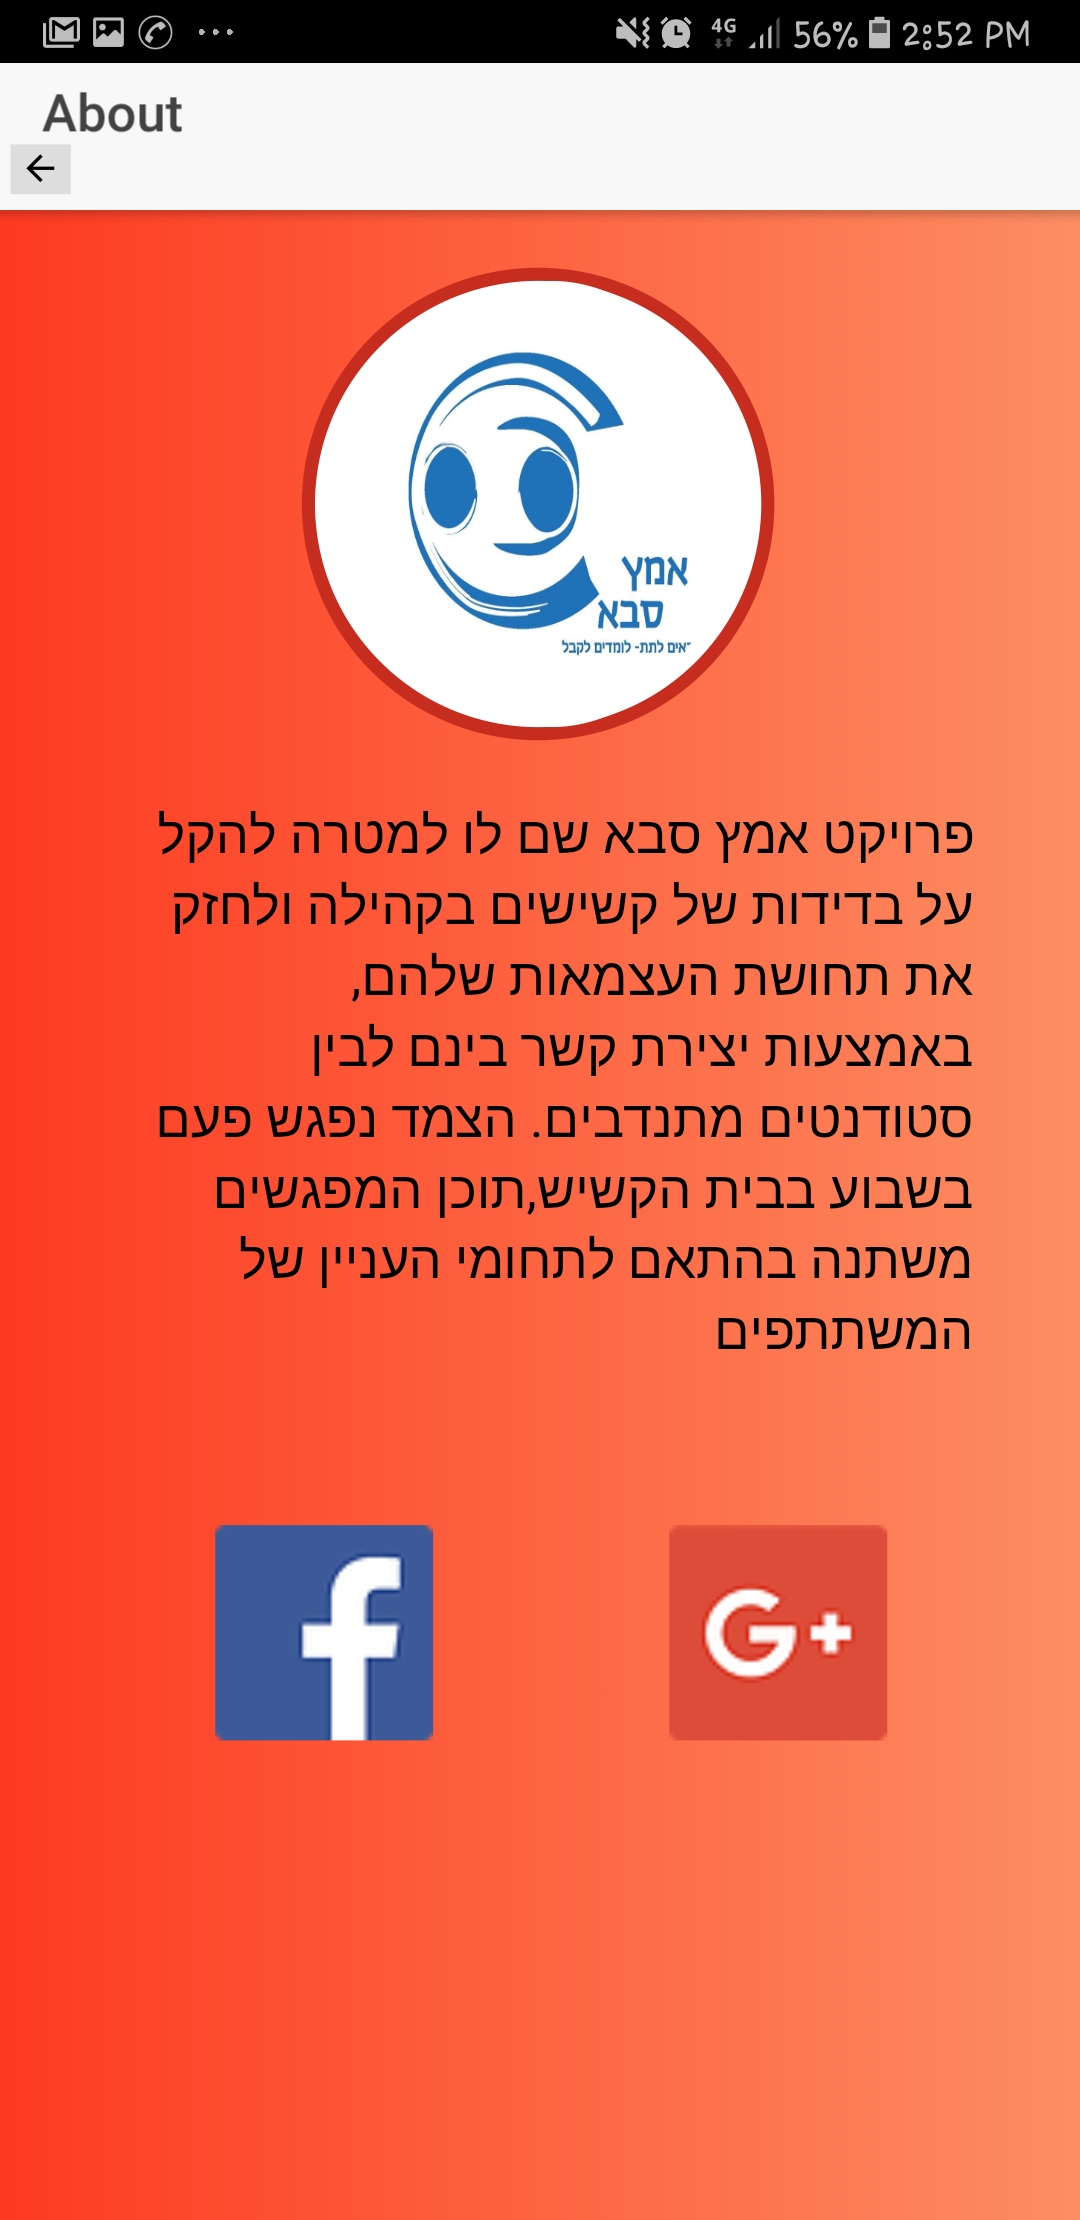 4G 56% 2:52 PM
About
אמץ
סבא
לתת- לומדים לקבל
פרויקט אמץ סבא שם לו למטרה להקל
על בדידות של קשישים בקהילה ולחזק
את תחושת העצמאות שלהם,
באמצעות יצירת קשר בינם לבין
סטודנטים מתנדבים. הצמד נפגש פעם
בשבוע בבית הקשיש,תוכן המפגשים
משתנה בהתאם לתחומי העניין של
המשתתפים
f G+